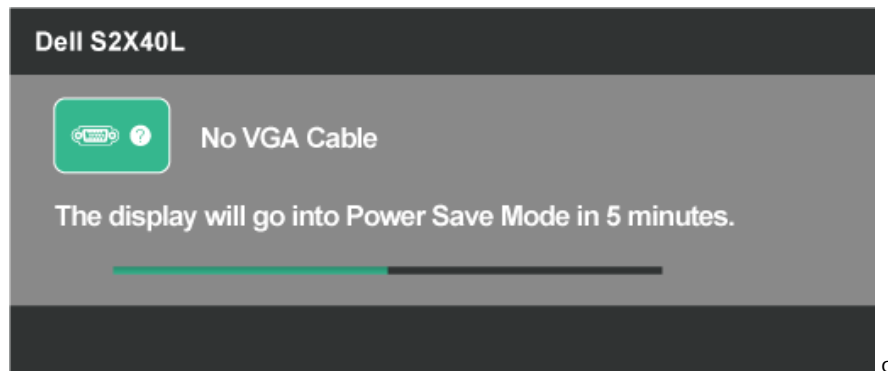 Dell S2X40L
No VGA Cable
The display will go into Power Save Mode in 5 minutes.